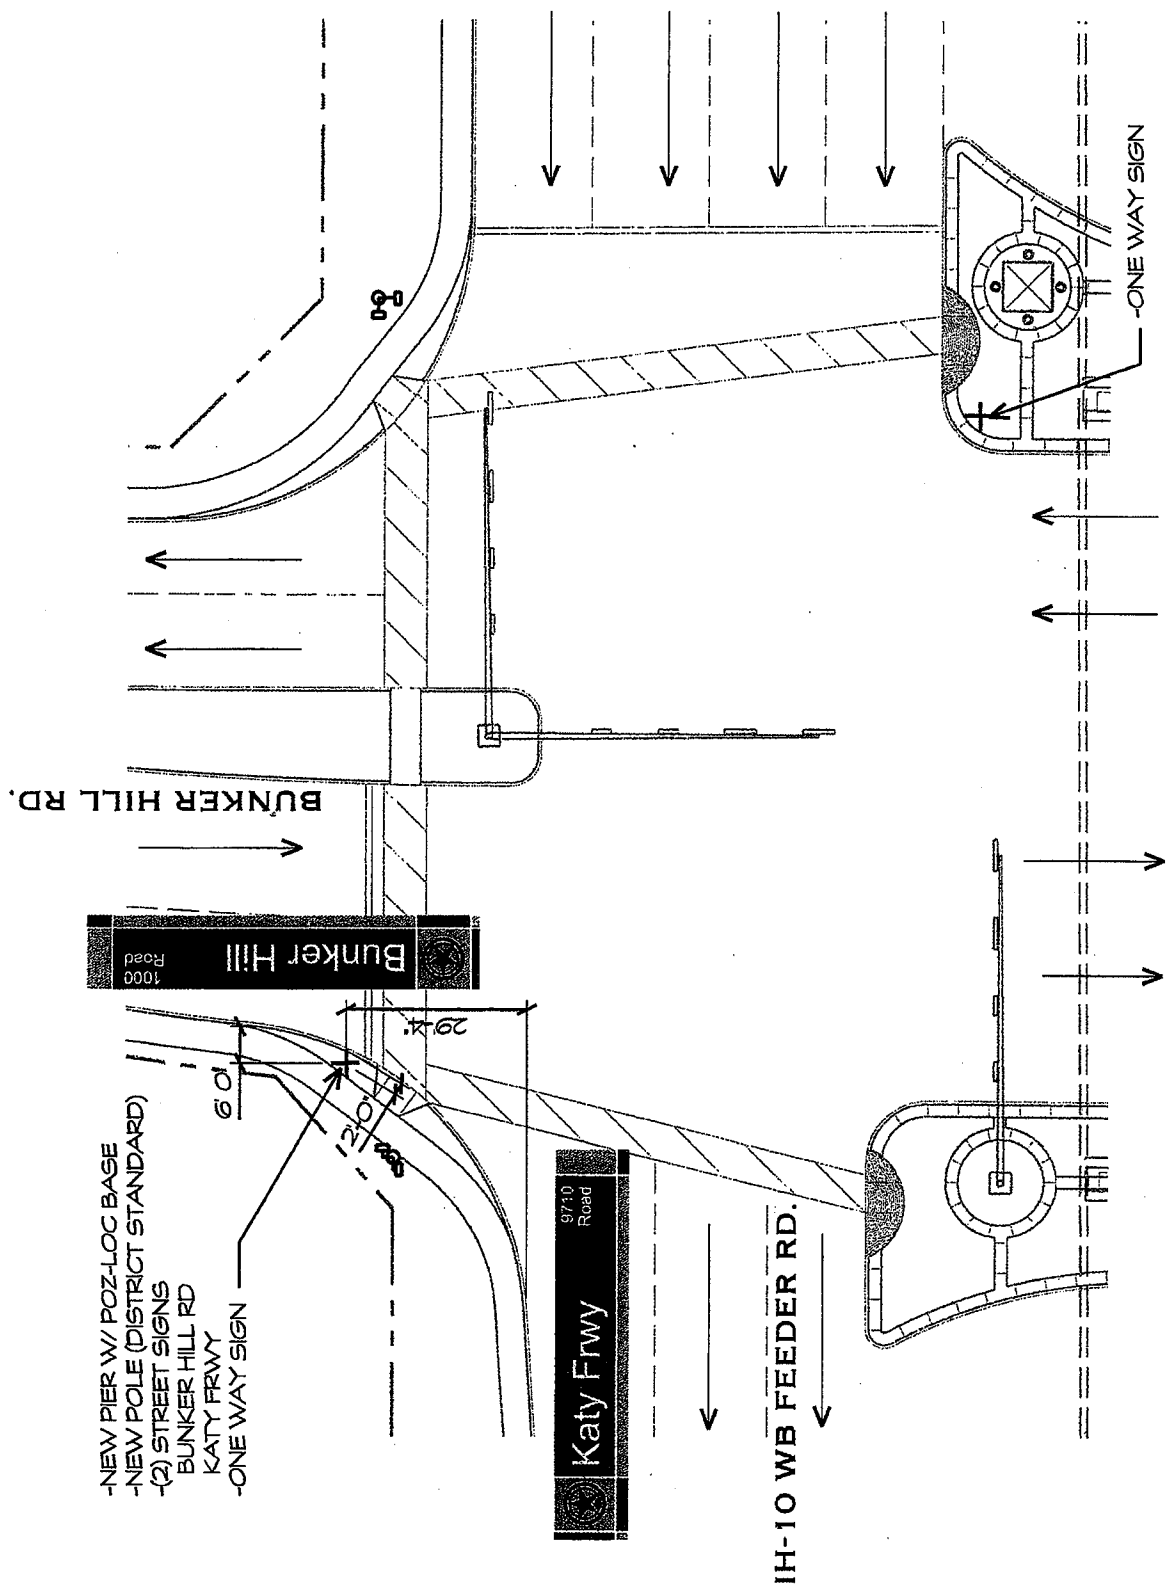 -NEW PIER W/ POZ-LOC BASE
-NEW POLE (DISTRICT STANDARD)
-(2) STREET SIGNS
BUNKER HILL RD
KATY FRWY
-ONE WAY SIGN
6'0"
2'-0"
29'-4"
1000
Road
Bunker Hill
BUNKER HILL RD.
9710
Road
Katy Frwy
IH-10 WB FEEDER RD.
-ONE WAY SIGN